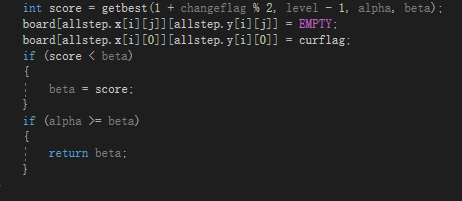 int score = getbest(1 + changeflag % 2, level - 1, alpha, beta);
board[allstep.x[i][j]][allstep.y[i][j]] = EMPTY;
board[allstep.x[i][0]][allstep.y[i][0]] = curflag;
if (score < beta)
{
beta = score;
}
if (alpha >= beta)
{
return beta;
}